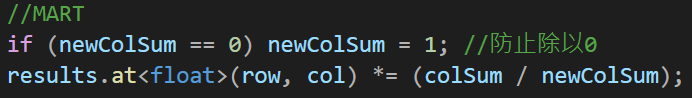 //MART
if (newColSum == 0) newColSum = 1; //防止除以0
results.at<float>(row, col) *= (colSum / newColSum);